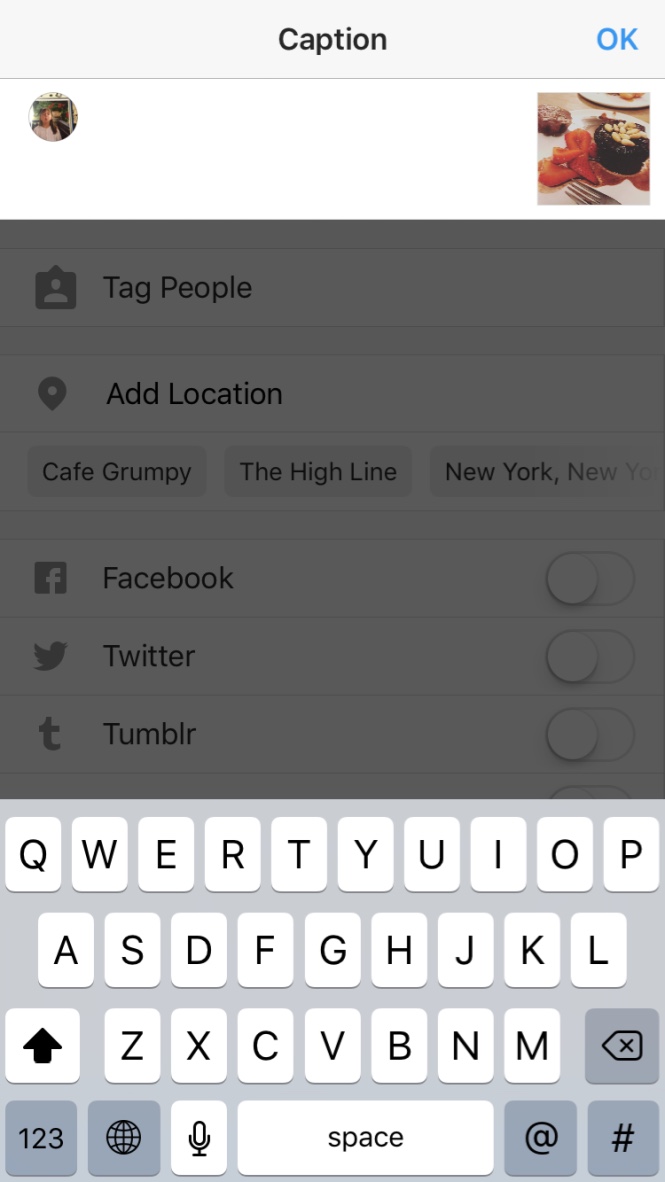 Caption OK
Tag People
Add Location
Cafe Grumpy The High Line New York, New Yo
Facebook
Twitter
Tumblr
Q W E R T Y U I O P
A S D F G H J K L
Z X C V B N M
123 space @ #